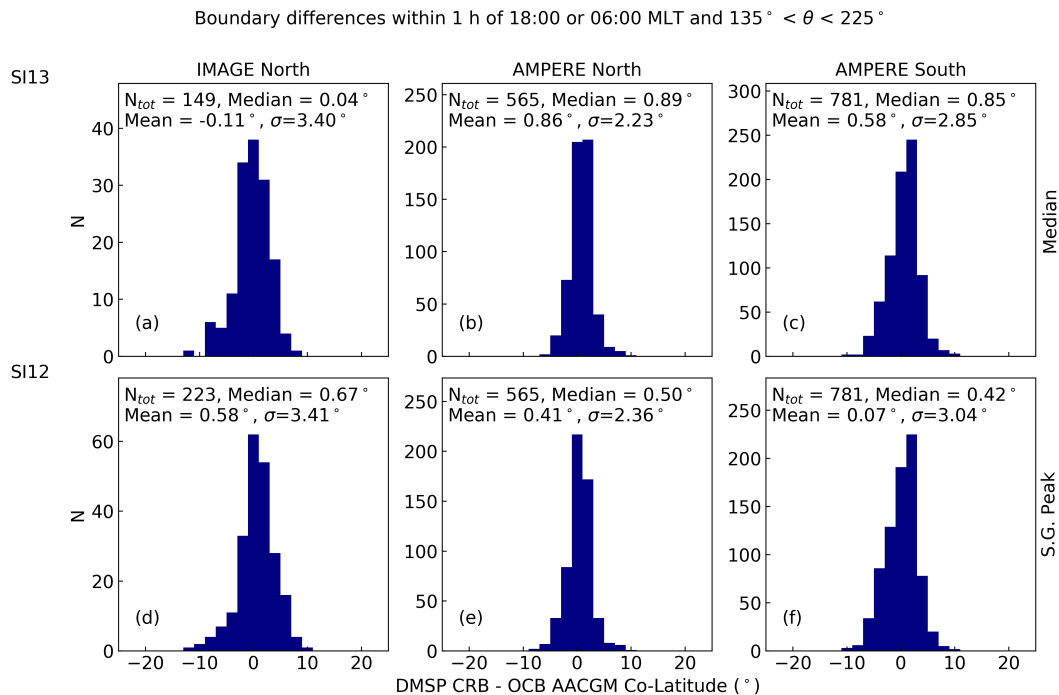 Boundary differences within 1 h of 18:00 or 06:00 MLT and 135° < θ < 225°
SI13
IMAGE North
AMPERE North
AMPERE South
N_tot = 149, Median = 0.04°
Mean = -0.11°, σ=3.40°
N_tot = 565, Median = 0.89°
Mean = 0.86°, σ=2.23°
N_tot = 781, Median = 0.85°
Mean = 0.58°, σ=2.85°
40
30
20
10
0
N
(a)
250
200
150
100
50
0
(b)
300
250
200
150
100
50
0
(c)
Median
SI12
N_tot = 223, Median = 0.67°
Mean = 0.58°, σ=3.41°
N_tot = 565, Median = 0.50°
Mean = 0.41°, σ=2.36°
N_tot = 781, Median = 0.42°
Mean = 0.07°, σ=3.04°
60
40
20
0
N
(d)
250
200
150
100
50
0
(e)
250
200
150
100
50
0
(f)
S.G. Peak
−20 −10 0 10 20
−20 −10 0 10 20
−20 −10 0 10 20
DMSP CRB - OCB AACGM Co-Latitude (°)